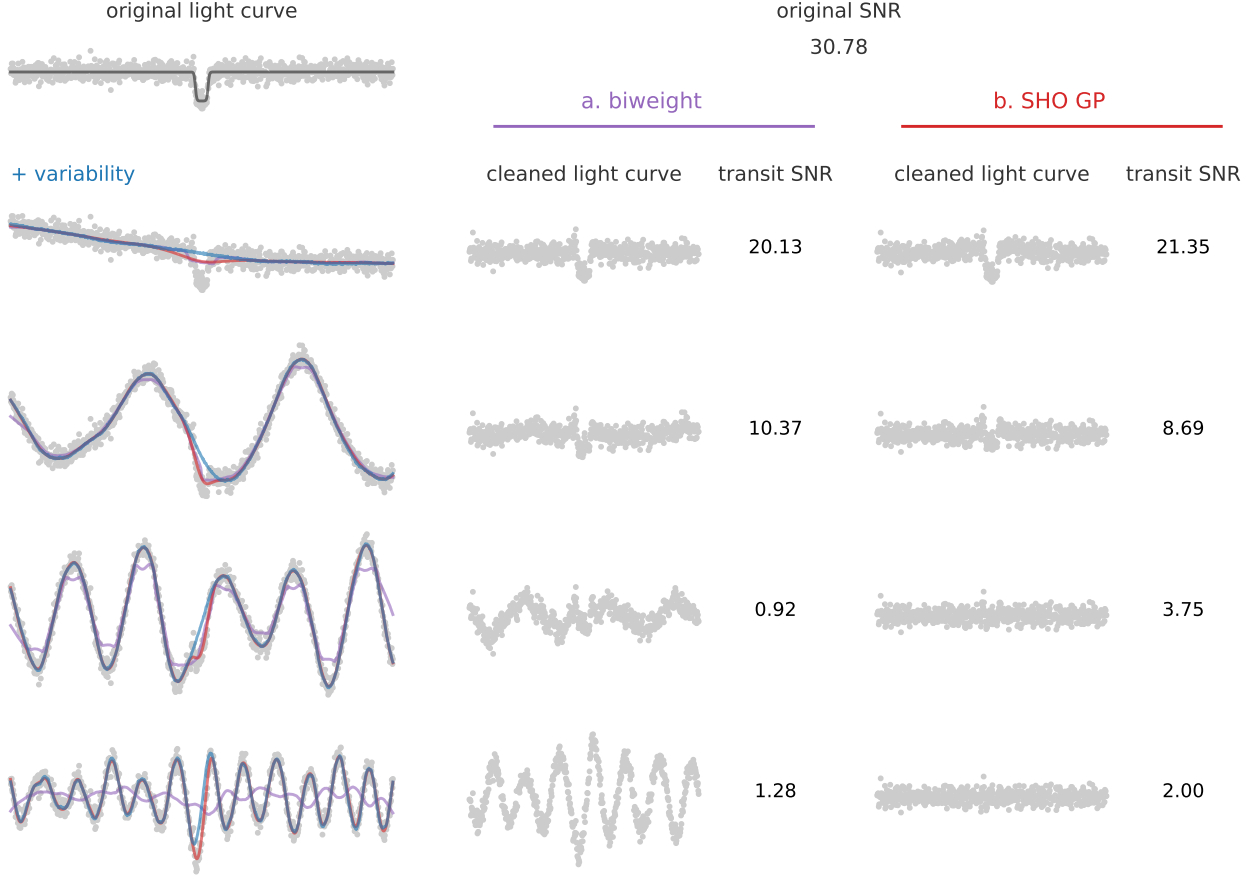 original light curve
original SNR
30.78
a. biweight
b. SHO GP
+ variability
cleaned light curve
transit SNR
cleaned light curve
transit SNR
20.13
21.35
10.37
8.69
0.92
3.75
1.28
2.00